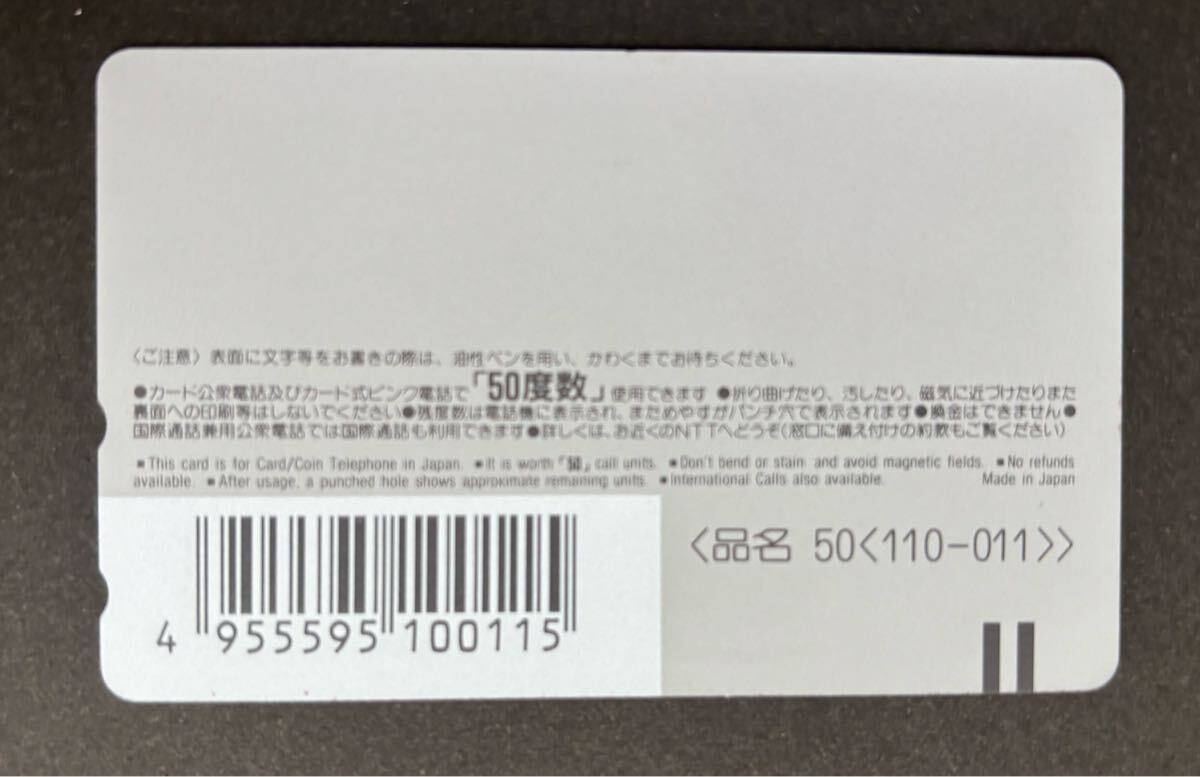 〈ご注意〉表面に文字等をお書きの際は、油性ペンを用い、かわくまでお待ちください。
●カード公衆電話及びカード式ピンク電話で「50度数」使用できます ●折り曲げたり、汚したり、磁気に近づけたりまた
裏面への印刷等はしないでください●残度数は電話機に表示され、まためやすがパンチ穴で表示されます●換金はできません●
国際通話兼用公衆電話では国際通話も利用できます●詳しくは、お近くのNTTへどうぞ(窓口に備え付けの約款もご覧ください)
■This card is for Card/Coin Telephone in Japan. ■It is worth「50」call units. ■Don't bend or stain and avoid magnetic fields. ■No refunds
available. ■After usage, a punched hole shows approximate remaining units. ■International Calls also available. Made in Japan
〈品名 50<110-011>〉
4 955595 100115